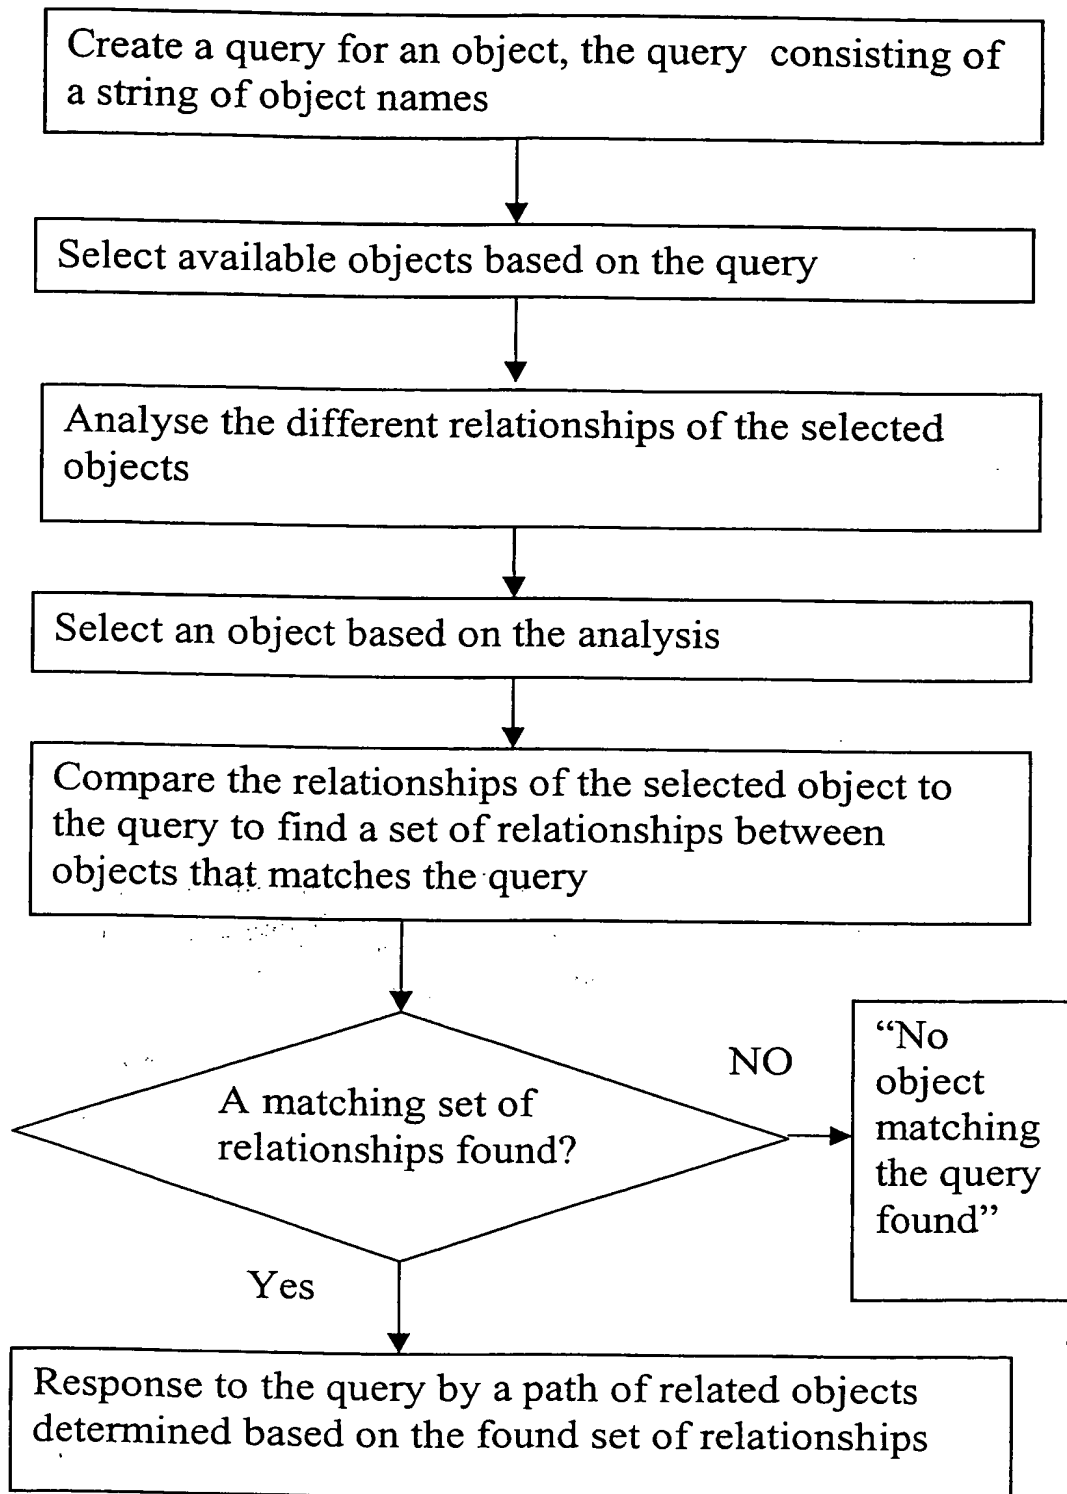 Create a query for an object, the query consisting of
a string of object names
Select available objects based on the query
Analyse the different relationships of the selected
objects
Select an object based on the analysis
Compare the relationships of the selected object to
the query to find a set of relationships between
objects that matches the query
A matching set of
relationships found?
NO
“No
object
matching
the query
found”
Yes
Response to the query by a path of related objects
determined based on the found set of relationships